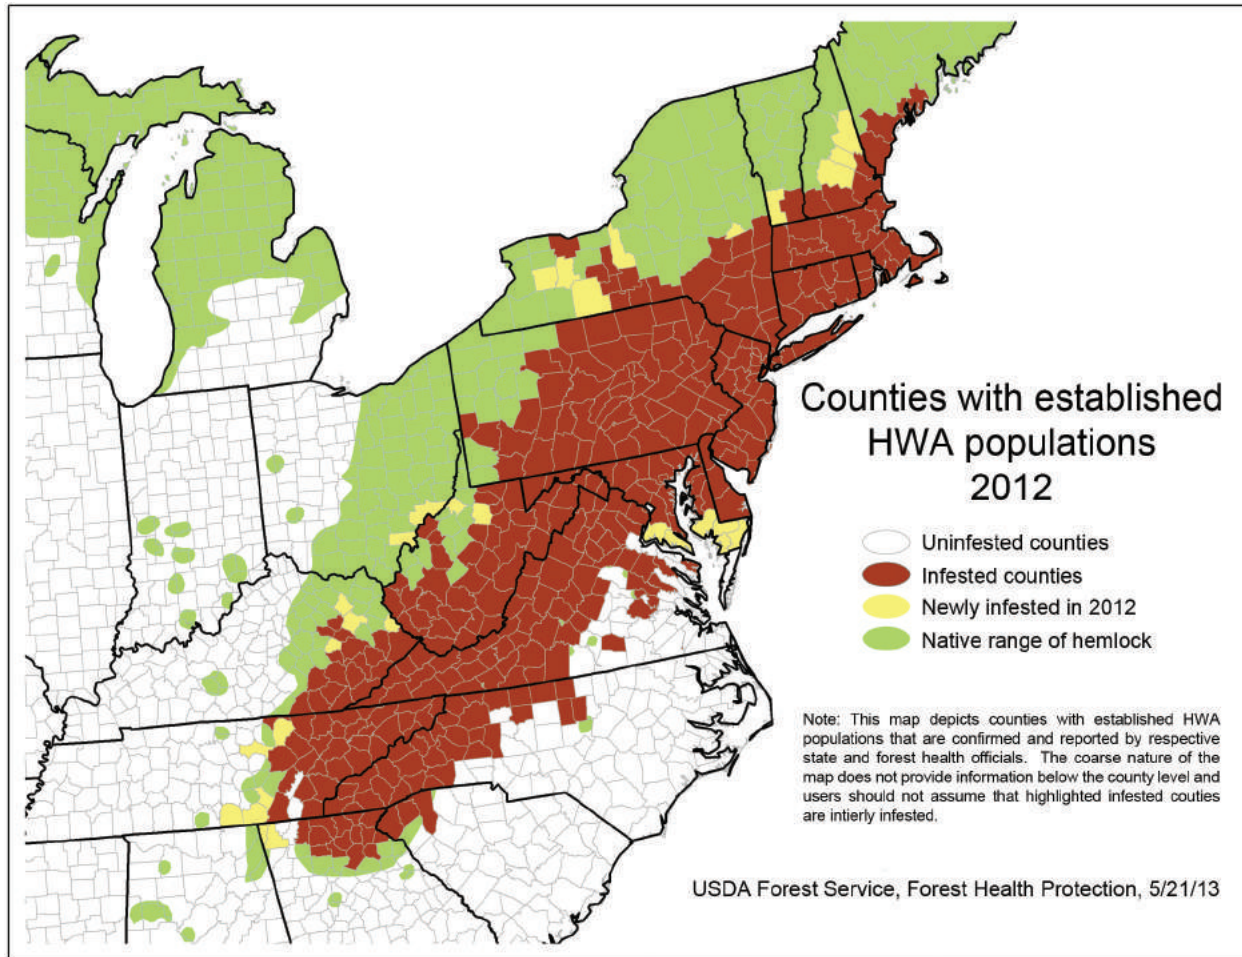 Counties with established
HWA populations
2012
Uninfested counties
Infested counties
Newly infested in 2012
Native range of hemlock
Note: This map depicts counties with established HWA
populations that are confirmed and reported by respective
state and forest health officials. The coarse nature of the
map does not provide information below the county level and
users should not assume that highlighted infested couties
are intierly infested.
USDA Forest Service, Forest Health Protection, 5/21/13